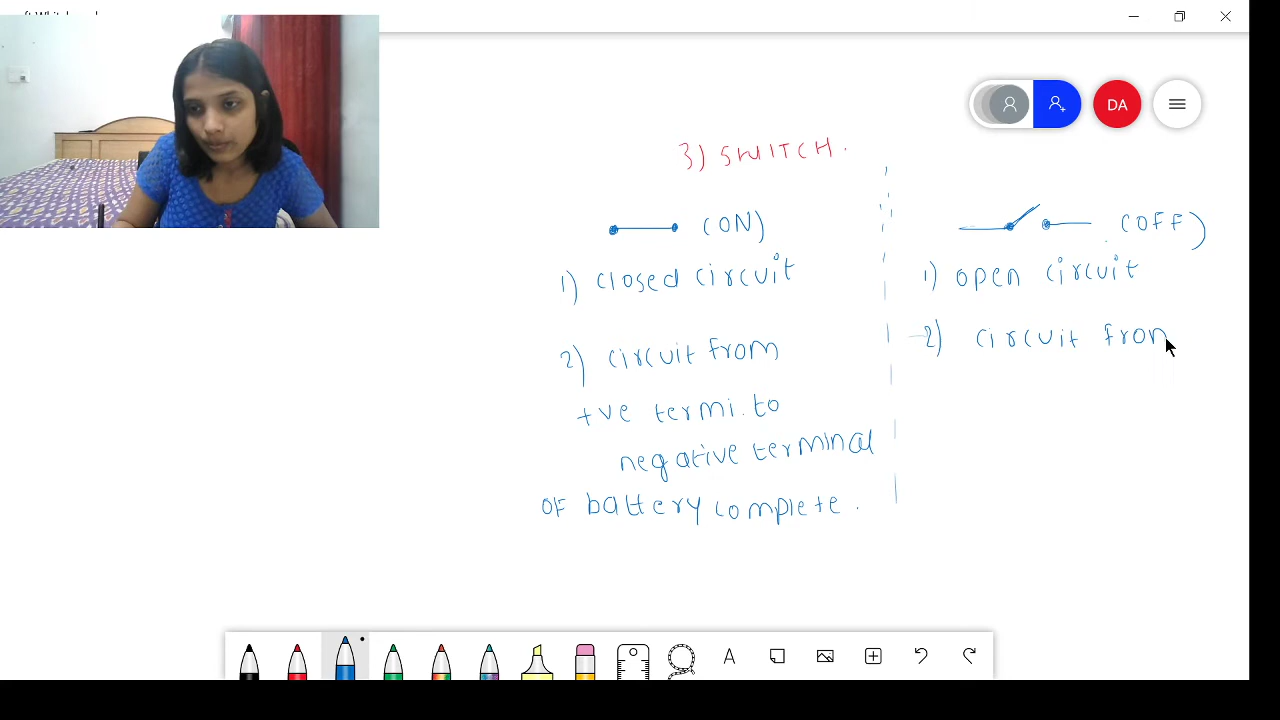 DA
3) SWITCH.
(ON)
1) closed circuit
2) circuit from
+ve termi. to
negative terminal
OF battery complete.
(OFF)
1) open circuit
2) circuit from
A